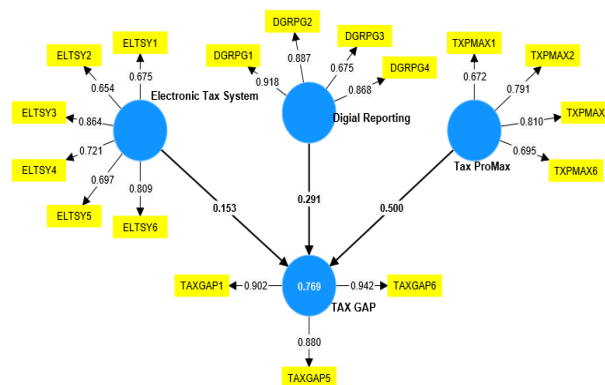 DGRPG2
ELTSY1
DGRPG3
TXPMAX1
ELTSY2
DGRPG1
TXPMAX2
DGRPG4
0.887
0.675
0.675
0.672
0.654
0.918
0.868
0.791
Electronic Tax System
ELTSY3
0.864
TXPMAX
0.810
Digial Reporting
0.721
0.695
ELTSY4
0.697
0.809
Tax ProMax
TXPMAX6
ELTSY5
ELTSY6
0.153
0.291
0.500
TAXGAP1
0.902
0.769
0.942
TAXGAP6
TAX GAP
0.880
TAXGAP5